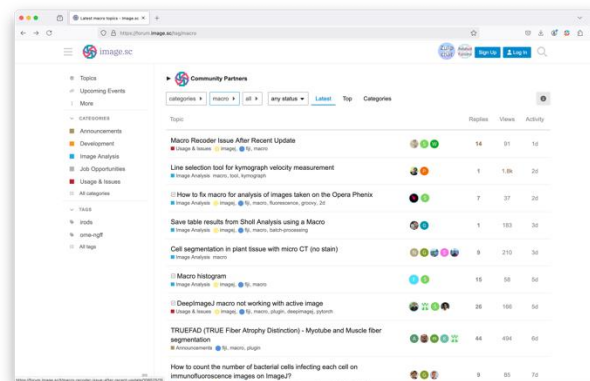 Latest macro topics - Image.sc
https://forum.image.sc/tag/macro
image.sc
Sign Up
Log In
Topics
Upcoming Events
More
CATEGORIES
Announcements
Development
Image Analysis
Job Opportunities
Usage & Issues
All categories
TAGS
ome-ngff
All tags
Community Partners
categories
macro
all
any status
Latest
Top
Categories
Topic Replies Views Activity
Macro Recoder Issue After Recent Update 14 91 1d
Usage & Issues imagej, fiji, macro
Line selection tool for kymograph velocity measurement 1 1.6k 2d
Image Analysis macro, tool, kymograph
How to fix macro for analysis of images taken on the Opera Phenix 7 37 2d
Image Analysis imagej, fiji, macro, fluorescence, groovy, 2d
Save table results from Sholl Analysis using a Macro 1 183 3d
Image Analysis imagej, fiji, macro, batch-processing
Cell segmentation in plant tissue with micro CT (no stain) 9 210 3d
Image Analysis macro
Macro histogram 15 58 5d
Image Analysis imagej, fiji, macro
DeepImageJ macro not working with active image 26 166 5d
Usage & Issues imagej, fiji, macro, plugin, deepimagej, pytorch
TRUEFAD (TRUE Fiber Atrophy Distinction) - Myotube and Muscle fiber
segmentation 44 494 6d
Announcements fiji, macro, plugin
How to count the number of bacterial cells infecting each cell on
immunofluorescence images on ImageJ? 9 85 7d